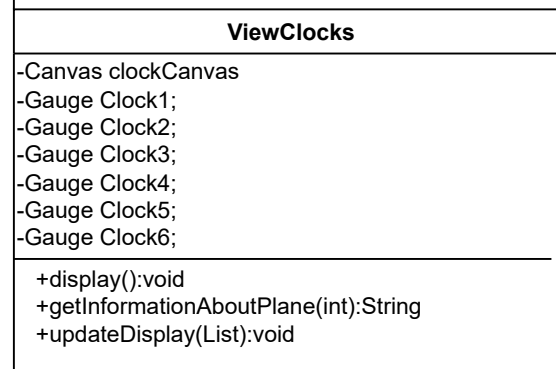 ViewClocks
-Canvas clockCanvas
-Gauge Clock1;
-Gauge Clock2;
-Gauge Clock3;
-Gauge Clock4;
-Gauge Clock5;
-Gauge Clock6;
+display():void
+getInformationAboutPlane(int):String
+updateDisplay(List):void